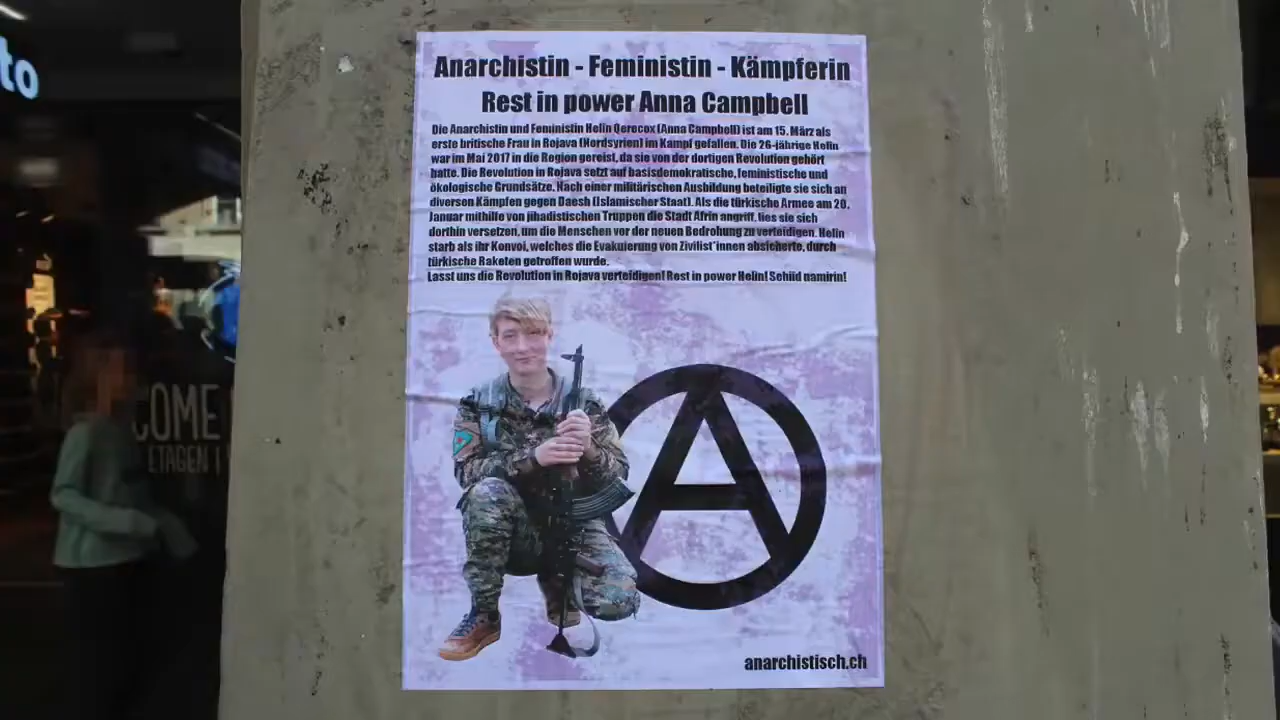 to
Anarchistin - Feministin - Kämpferin
Rest in power Anna Campbell
Die Anarchistin und Feministin Helin Qerecox (Anna Campbell) ist am 15. März als
erste britische Frau in Rojava (Nordsyrien) im Kampf gefallen. Die 26-jährige Helin
war im Mai 2017 in die Region gereist, da sie von der dortigen Revolution gehört
hatte. Die Revolution in Rojava setzt auf basisdemokratische, feministische und
ökologische Grundsätze. Nach einer militärischen Ausbildung beteiligte sie sich an
diversen Kämpfen gegen Daesh (Islamischer Staat). Als die türkische Armee am 20.
Januar mithilfe von jihadistischen Truppen die Stadt Afrin angriff, lies sie sich
dorthin versetzen, um die Menschen vor der neuen Bedrohung zu verteidigen. Helin
starb als ihr Konvoi, welches die Evakuierung von Zivilist*innen absicherte, durch
türkische Raketen getroffen wurde.
Lasst uns die Revolution in Rojava verteidigen! Rest in power Helin! Sehîd namirin!
COME
ETAGEN
A
anarchistisch.ch